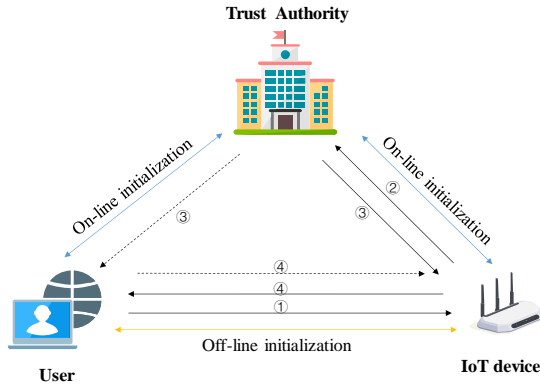 Trust Authority
On-line initialization
On-line initialization
②
③
③
④
④
①
Off-line initialization
User
IoT device